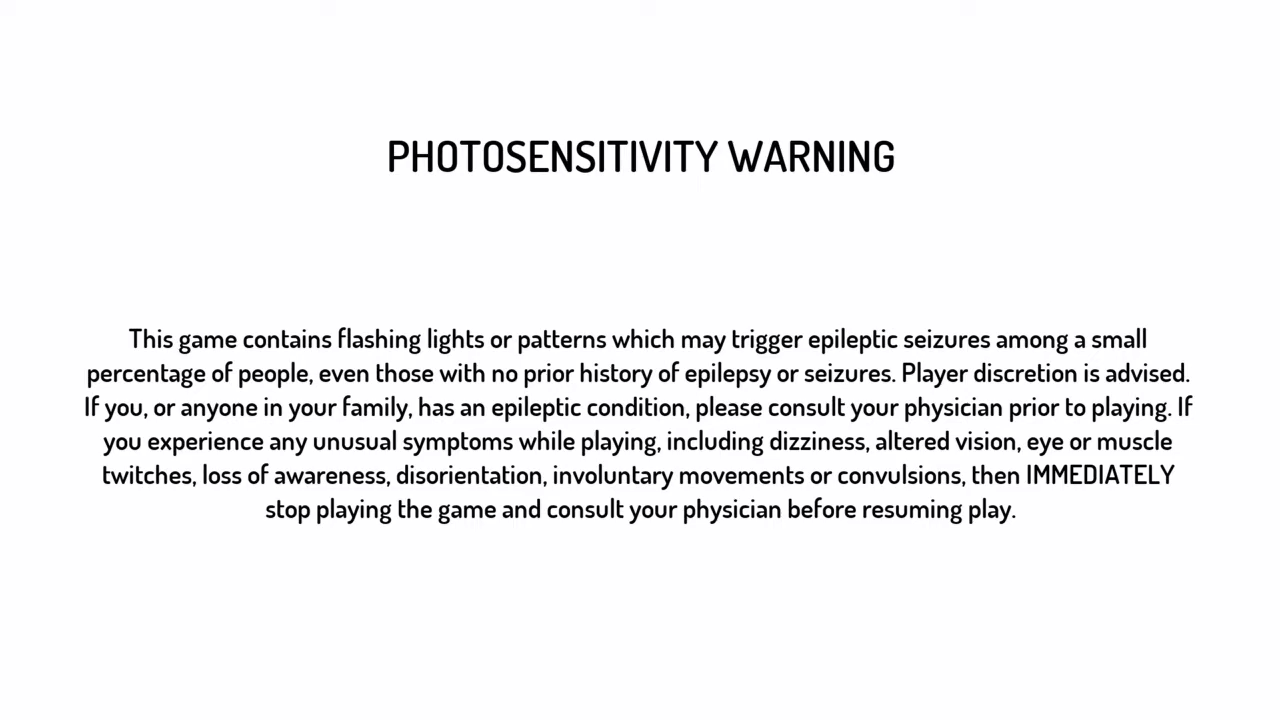 PHOTOSENSITIVITY WARNING
This game contains flashing lights or patterns which may trigger epileptic seizures among a small
percentage of people, even those with no prior history of epilepsy or seizures. Player discretion is advised.
If you, or anyone in your family, has an epileptic condition, please consult your physician prior to playing. If
you experience any unusual symptoms while playing, including dizziness, altered vision, eye or muscle
twitches, loss of awareness, disorientation, involuntary movements or convulsions, then IMMEDIATELY
stop playing the game and consult your physician before resuming play.